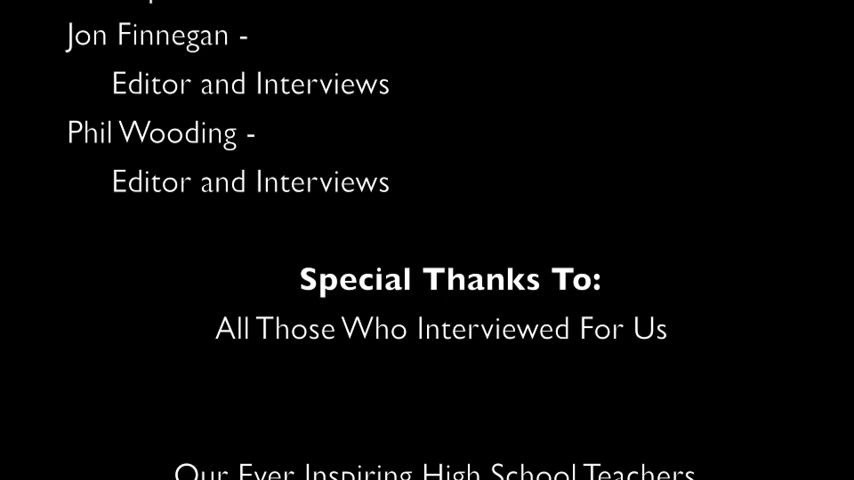 Jon Finnegan -
Editor and Interviews
Phil Wooding -
Editor and Interviews
Special Thanks To:
All Those Who Interviewed For Us
Our Ever Inspiring High School Teachers